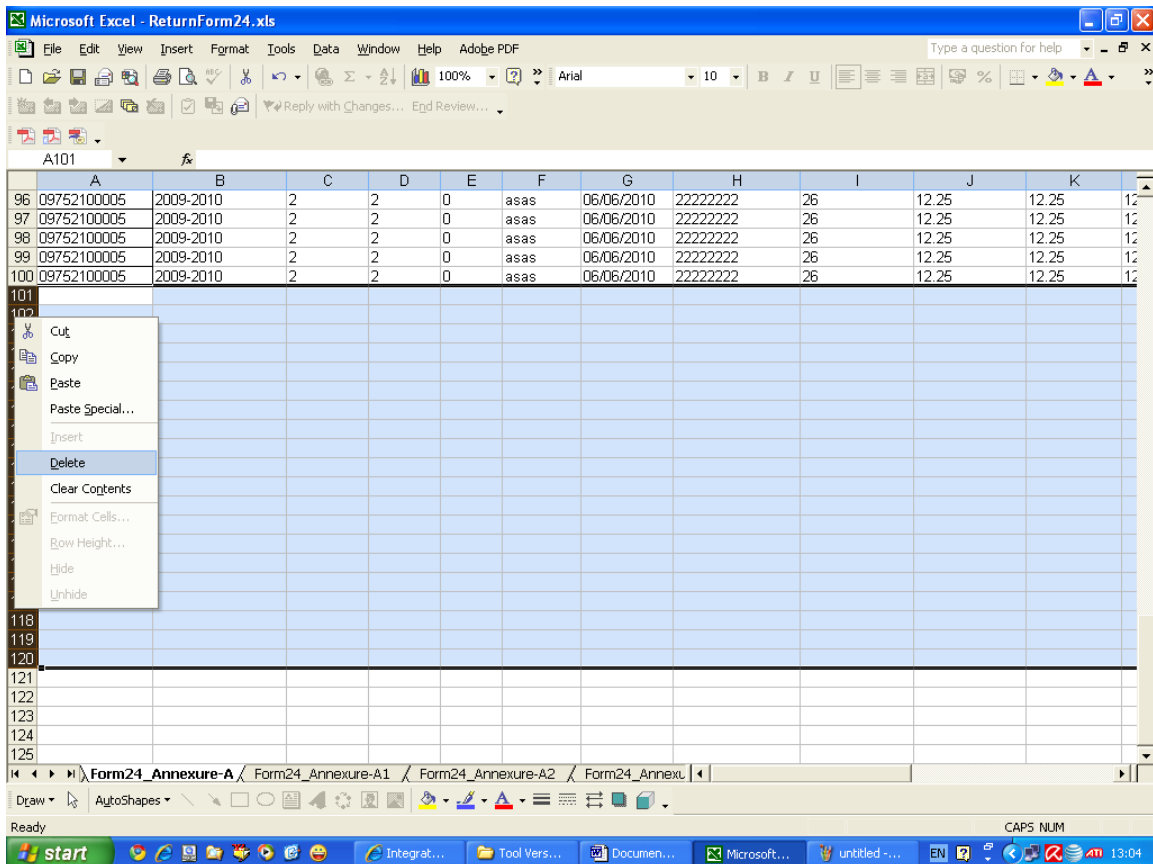 Microsoft Excel - ReturnForm24.xls
File Edit View Insert Format Tools Data Window Help Adobe PDF Type a question for help
100% Arial 10 B I U %
Reply with Changes... End Review...
A101 fx
A B C D E F G H I J K
96 09752100005 2009-2010 2 2 0 asas 06/06/2010 22222222 26 12.25 12.25 12
97 09752100005 2009-2010 2 2 0 asas 06/06/2010 22222222 26 12.25 12.25 12
98 09752100005 2009-2010 2 2 0 asas 06/06/2010 22222222 26 12.25 12.25 12
99 09752100005 2009-2010 2 2 0 asas 06/06/2010 22222222 26 12.25 12.25 12
100 09752100005 2009-2010 2 2 0 asas 06/06/2010 22222222 26 12.25 12.25 12
101
102
Cut
Copy
Paste
Paste Special...
Insert
Delete
Clear Contents
Format Cells...
Row Height...
Hide
Unhide
118
119
120
121
122
123
124
125
Form24_Annexure-A Form24_Annexure-A1 Form24_Annexure-A2 Form24_Annexu
Draw AutoShapes
Ready CAPS NUM
start Integrat... Tool Vers... Documen... Microsoft... untitled -... EN 13:04